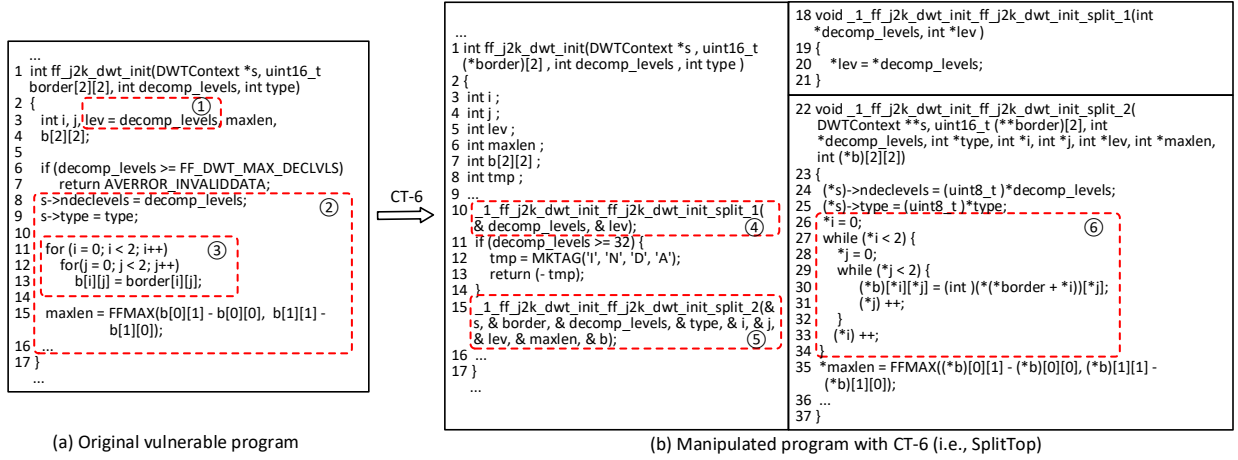 ...
1 int ff_j2k_dwt_init(DWTContext *s, uint16_t
border[2][2], int decomp_levels, int type)
2 {
①
3 int i, j, lev = decomp_levels, maxlen,
4 b[2][2];
5
6 if (decomp_levels >= FF_DWT_MAX_DECLVLS)
7 return AVERROR_INVALIDDATA;
8 s->ndeclevels = decomp_levels;
②
9 s->type = type;
10
11 for (i = 0; i < 2; i++)
③
12 for(j = 0; j < 2; j++)
13 b[i][j] = border[i][j];
14
15 maxlen = FFMAX(b[0][1] - b[0][0], b[1][1] -
b[1][0]);
16 ...
17 }
...
(a) Original vulnerable program
CT-6
...
1 int ff_j2k_dwt_init(DWTContext *s , uint16_t
(*border)[2] , int decomp_levels , int type )
2 {
3 int i ;
4 int j ;
5 int lev ;
6 int maxlen ;
7 int b[2][2] ;
8 int tmp ;
9 ...
10 _1_ff_j2k_dwt_init_ff_j2k_dwt_init_split_1(
& decomp_levels, & lev);
④
11 if (decomp_levels >= 32) {
12 tmp = MKTAG('I', 'N', 'D', 'A');
13 return (- tmp);
14 }
15 _1_ff_j2k_dwt_init_ff_j2k_dwt_init_split_2(&
s, & border, & decomp_levels, & type, & i, & j,
& lev, & maxlen, & b);
⑤
16 ...
17 }
...
18 void _1_ff_j2k_dwt_init_ff_j2k_dwt_init_split_1(int
*decomp_levels, int *lev )
19 {
20 *lev = *decomp_levels;
21 }
22 void _1_ff_j2k_dwt_init_ff_j2k_dwt_init_split_2(
DWTContext **s, uint16_t (**border)[2], int
*decomp_levels, int *type, int *i, int *j, int *lev, int *maxlen,
int (*b)[2][2])
23 {
24 (*s)->ndeclevels = (uint8_t )*decomp_levels;
25 (*s)->type = (uint8_t )*type;
26 *i = 0;
⑥
27 while (*i < 2) {
28 *j = 0;
29 while (*j < 2) {
30 (*b)[*i][*j] = (int )(*(*border + *i))[*j];
31 (*j) ++;
32 }
33 (*i) ++;
34 }
35 *maxlen = FFMAX((*b)[0][1] - (*b)[0][0], (*b)[1][1] -
(*b)[1][0]);
36 ...
37 }
(b) Manipulated program with CT-6 (i.e., SplitTop)